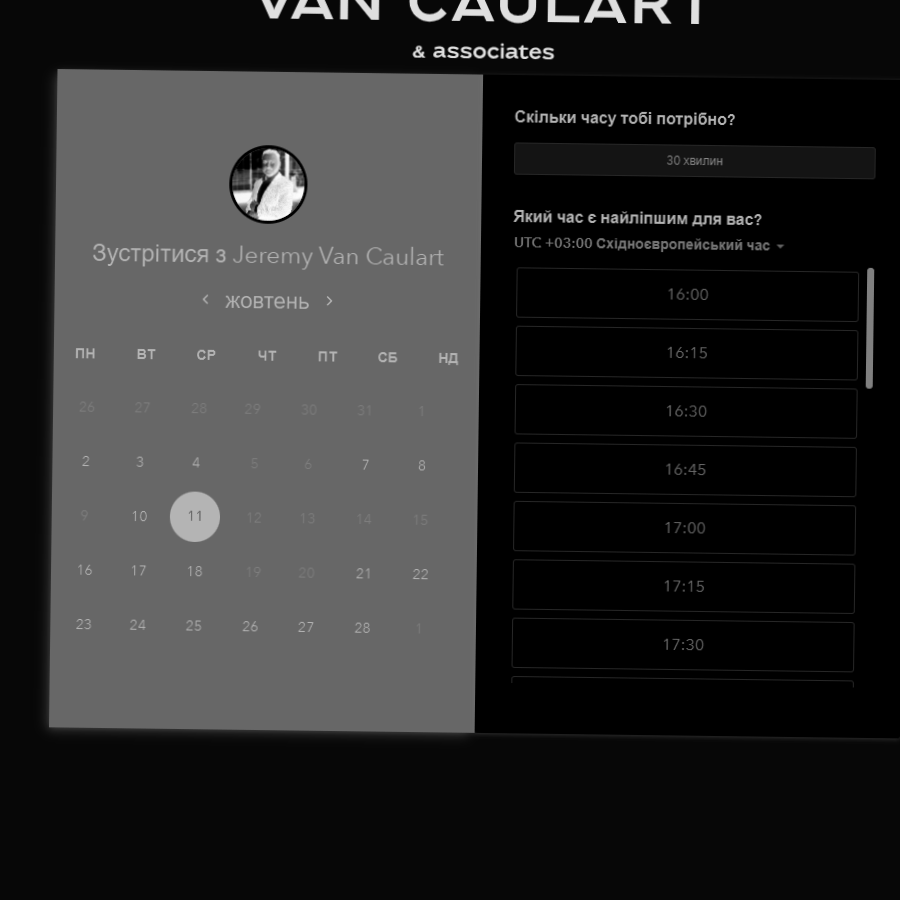 VAN CAULART
& associates
Зустрітися з Jeremy Van Caulart
жовтень
ПН ВТ СР ЧТ ПТ СБ НД
26 27 28 29 30 31 1
2 3 4 5 6 7 8
9 10 11 12 13 14 15
16 17 18 19 20 21 22
23 24 25 26 27 28 1
Скільки часу тобі потрібно?
30 хвилин
Який час є найліпшим для вас?
UTC +03:00 Східноєвропейський час
16:00
16:15
16:30
16:45
17:00
17:15
17:30